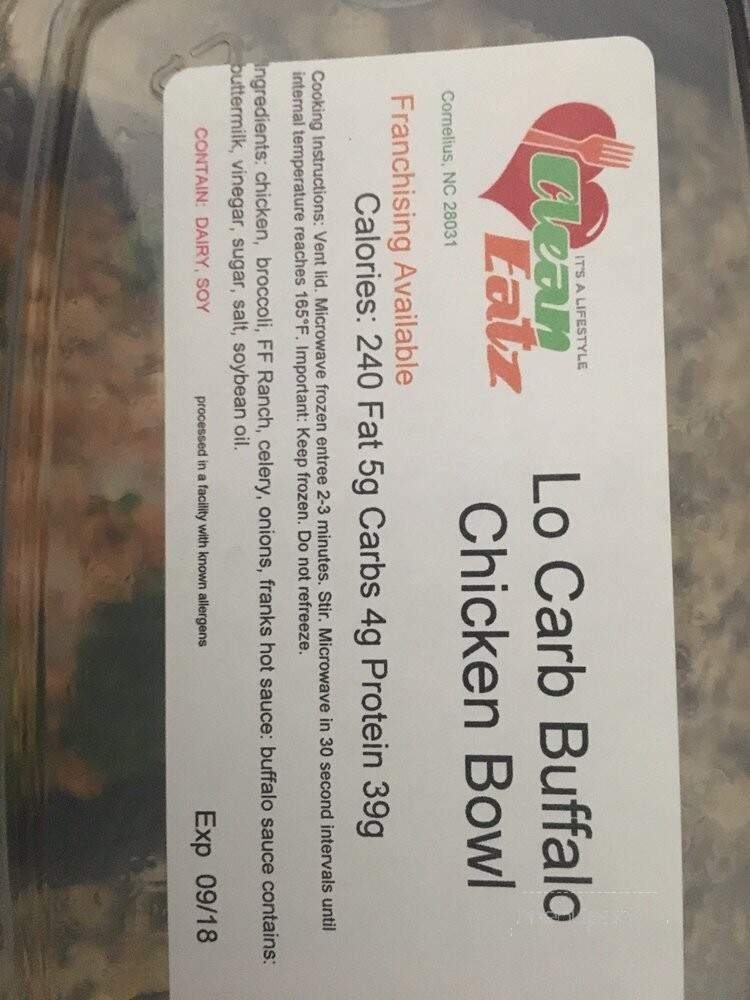 IT'S A LIFESTYLE
Clean
Eatz
Lo Carb Buffalo
Chicken Bowl
Cornelius, NC 28031
Franchising Available
Calories: 240 Fat 5g Carbs 4g Protein 39g
Cooking Instructions: Vent lid. Microwave frozen entree 2-3 minutes. Stir. Microwave in 30 second intervals until
internal temperature reaches 165°F. Important: Keep frozen. Do not refreeze.
Ingredients: chicken, broccoli, FF Ranch, celery, onions, franks hot sauce: buffalo sauce contains:
buttermilk, vinegar, sugar, salt, soybean oil.
CONTAIN: DAIRY, SOY
processed in a facility with known allergens
Exp 09/18